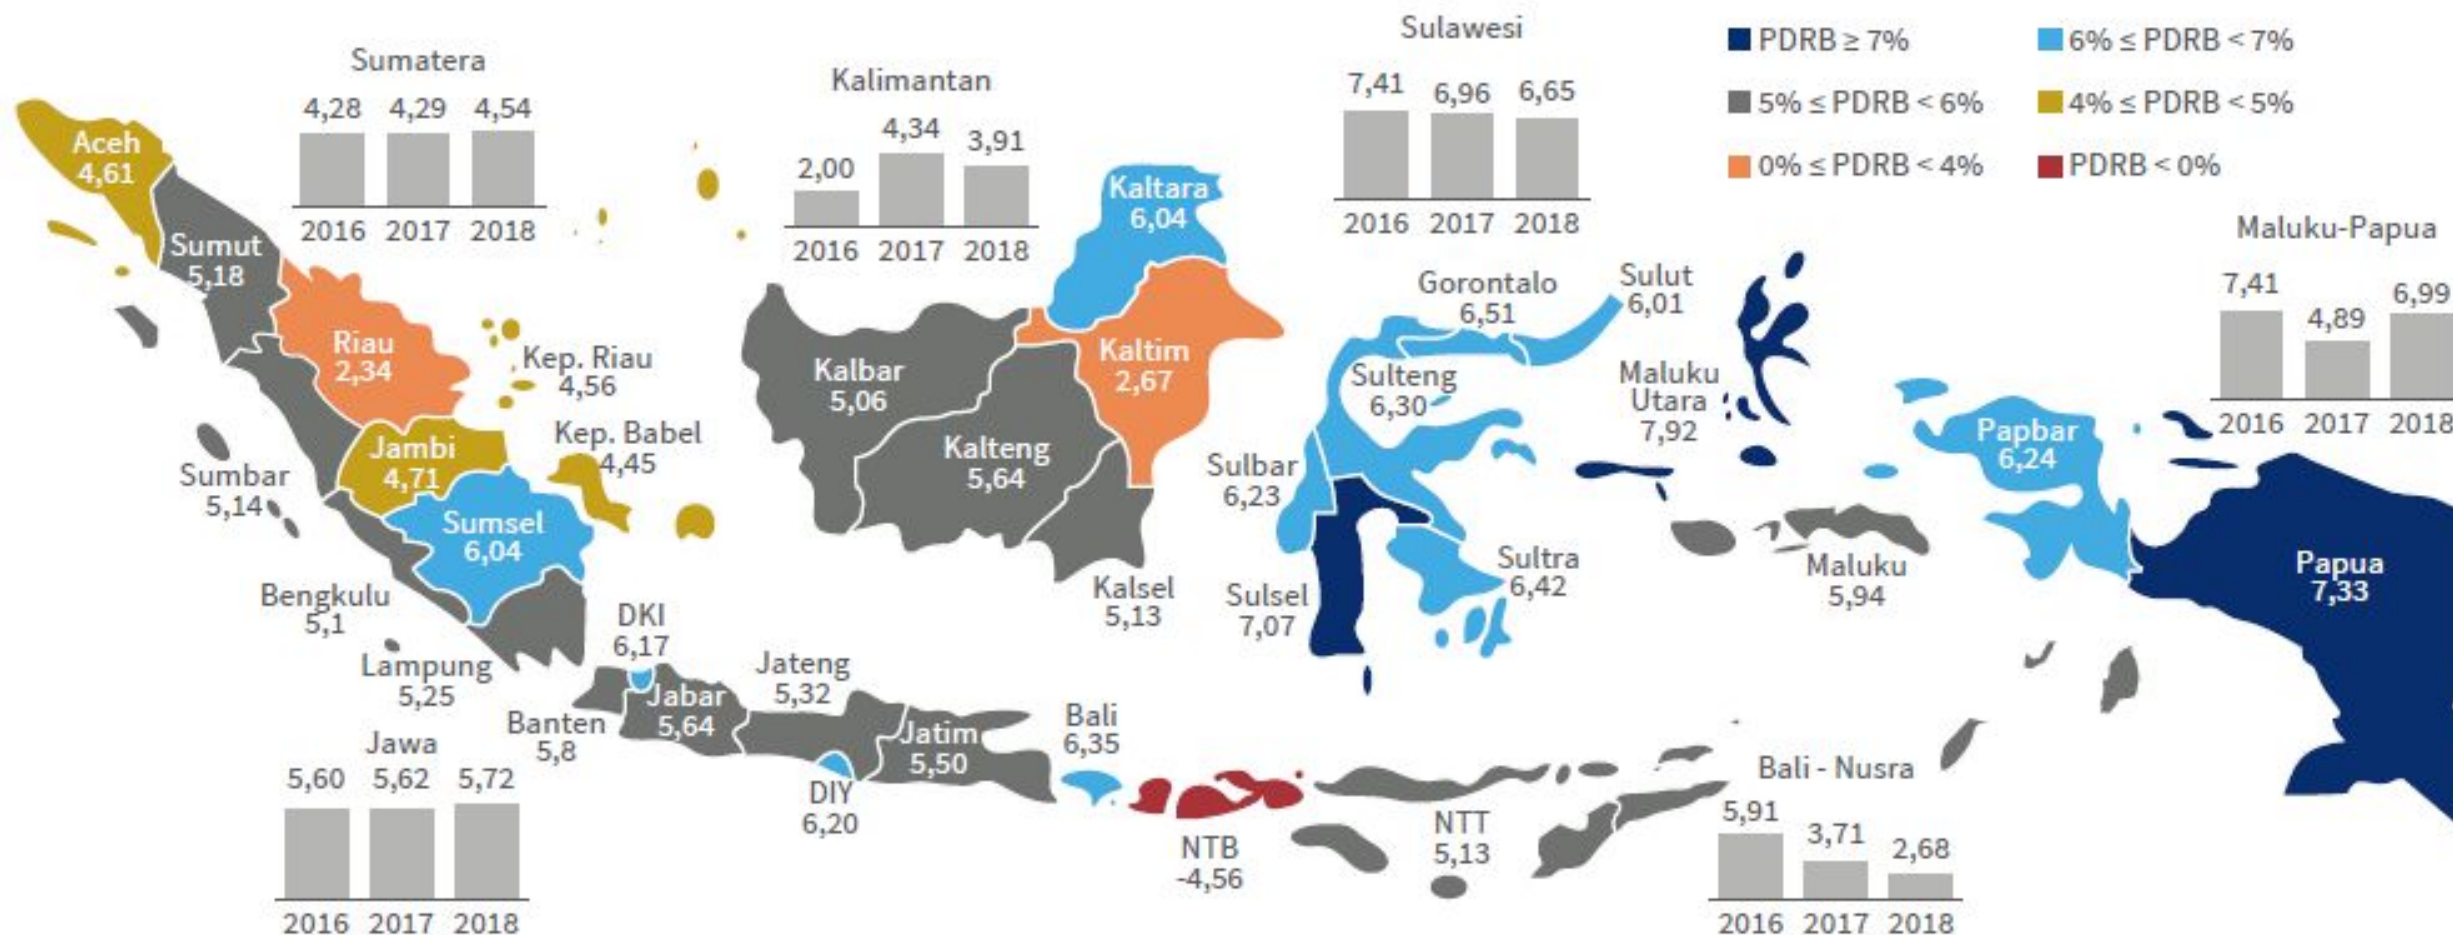 Sumatera
4,28 4,29 4,54
2016 2017 2018
Kalimantan
2,00 4,34 3,91
2016 2017 2018
Sulawesi
7,41 6,96 6,65
2016 2017 2018
PDRB ≥ 7%
6% ≤ PDRB < 7%
5% ≤ PDRB < 6%
4% ≤ PDRB < 5%
0% ≤ PDRB < 4%
PDRB < 0%
Maluku-Papua
7,41 4,89 6,99
2016 2017 2018
Aceh
4,61
Sumut
5,18
Riau
2,34
Kep. Riau
4,56
Kep. Babel
4,45
Jambi
4,71
Sumbar
5,14
Sumsel
6,04
Bengkulu
5,1
Lampung
5,25
Kaltara
6,04
Kalbar
5,06
Kaltim
2,67
Kalteng
5,64
Kalsel
5,13
Gorontalo
6,51
Sulut
6,01
Sulteng
6,30
Sulbar
6,23
Sulsel
7,07
Sultra
6,42
Maluku
Utara
7,92
Maluku
5,94
Papbar
6,24
Papua
7,33
DKI
6,17
Banten
5,8
Jabar
5,64
Jateng
5,32
DIY
6,20
Jatim
5,50
Bali
6,35
NTB
-4,56
NTT
5,13
Jawa
5,60 5,62 5,72
2016 2017 2018
Bali - Nusra
5,91 3,71 2,68
2016 2017 2018